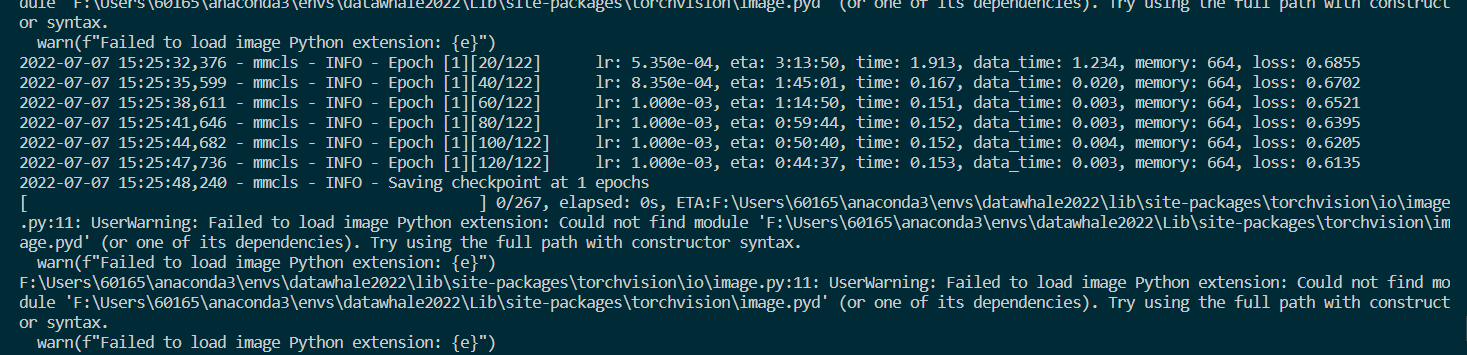 dule 'F:\Users\60165\anaconda3\envs\datawhale2022\Lib\site-packages\torchvision\image.pyd' (or one of its dependencies). Try using the full path with construct
or syntax.
  warn(f"Failed to load image Python extension: {e}")
2022-07-07 15:25:32,376 - mmcls - INFO - Epoch [1][20/122]      lr: 5.350e-04, eta: 3:13:50, time: 1.913, data_time: 1.234, memory: 664, loss: 0.6855
2022-07-07 15:25:35,599 - mmcls - INFO - Epoch [1][40/122]      lr: 8.350e-04, eta: 1:45:01, time: 0.167, data_time: 0.020, memory: 664, loss: 0.6702
2022-07-07 15:25:38,611 - mmcls - INFO - Epoch [1][60/122]      lr: 1.000e-03, eta: 1:14:50, time: 0.151, data_time: 0.003, memory: 664, loss: 0.6521
2022-07-07 15:25:41,646 - mmcls - INFO - Epoch [1][80/122]      lr: 1.000e-03, eta: 0:59:44, time: 0.152, data_time: 0.003, memory: 664, loss: 0.6395
2022-07-07 15:25:44,682 - mmcls - INFO - Epoch [1][100/122]     lr: 1.000e-03, eta: 0:50:40, time: 0.152, data_time: 0.004, memory: 664, loss: 0.6205
2022-07-07 15:25:47,736 - mmcls - INFO - Epoch [1][120/122]     lr: 1.000e-03, eta: 0:44:37, time: 0.153, data_time: 0.003, memory: 664, loss: 0.6135
2022-07-07 15:25:48,240 - mmcls - INFO - Saving checkpoint at 1 epochs
[                                                  ] 0/267, elapsed: 0s, ETA:F:\Users\60165\anaconda3\envs\datawhale2022\lib\site-packages\torchvision\io\image
.py:11: UserWarning: Failed to load image Python extension: Could not find module 'F:\Users\60165\anaconda3\envs\datawhale2022\Lib\site-packages\torchvision\im
age.pyd' (or one of its dependencies). Try using the full path with constructor syntax.
  warn(f"Failed to load image Python extension: {e}")
F:\Users\60165\anaconda3\envs\datawhale2022\lib\site-packages\torchvision\io\image.py:11: UserWarning: Failed to load image Python extension: Could not find mo
dule 'F:\Users\60165\anaconda3\envs\datawhale2022\Lib\site-packages\torchvision\image.pyd' (or one of its dependencies). Try using the full path with construct
or syntax.
  warn(f"Failed to load image Python extension: {e}")